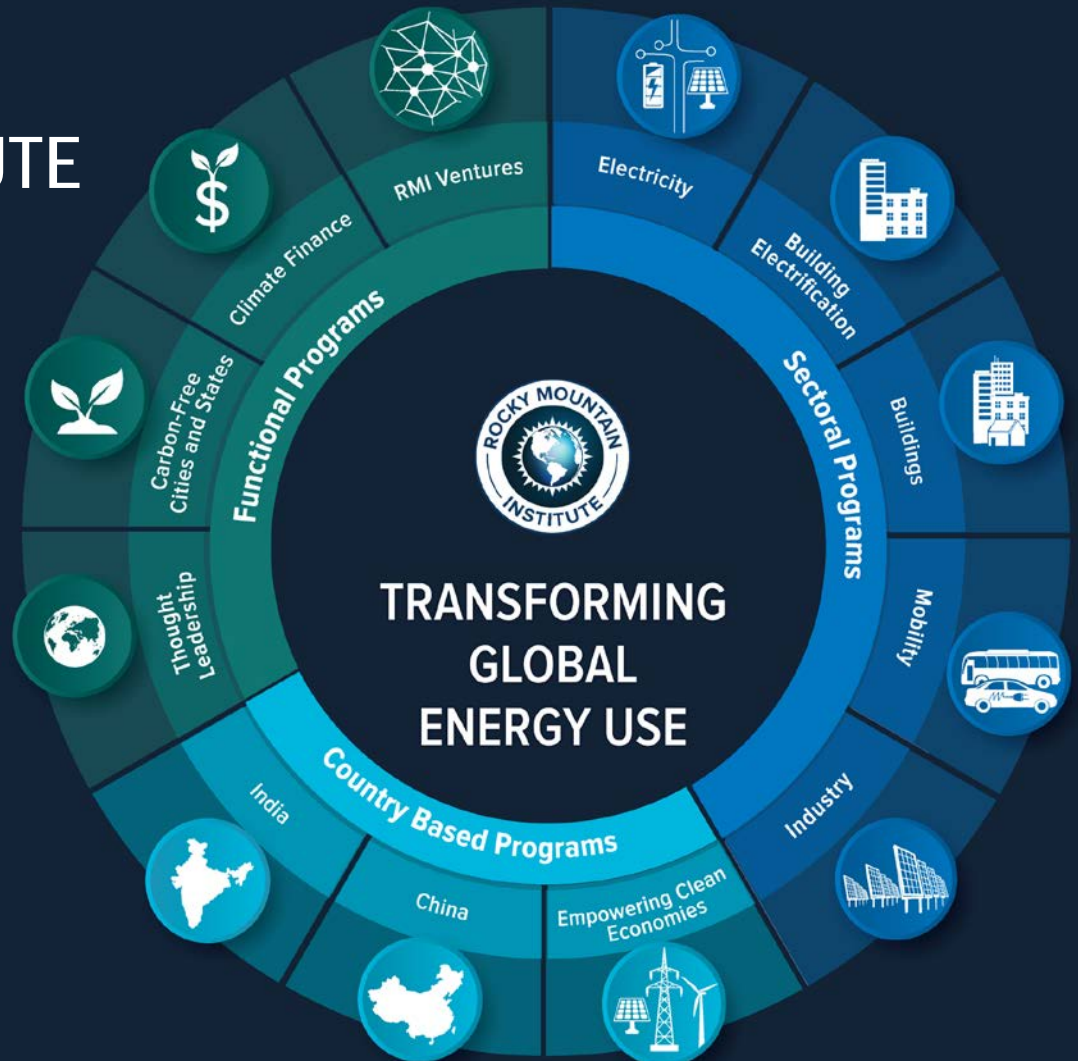 UTE
RMI Ventures
Electricity
Climate Finance
Building
Electrification
Carbon-Free
Cities and States
Functional Programs
Sectoral Programs
Buildings
ROCKY MOUNTAIN
INSTITUTE
TRANSFORMING
GLOBAL
ENERGY USE
Thought
Leadership
Mobility
Country Based Programs
India
China
Empowering Clean
Economies
Industry